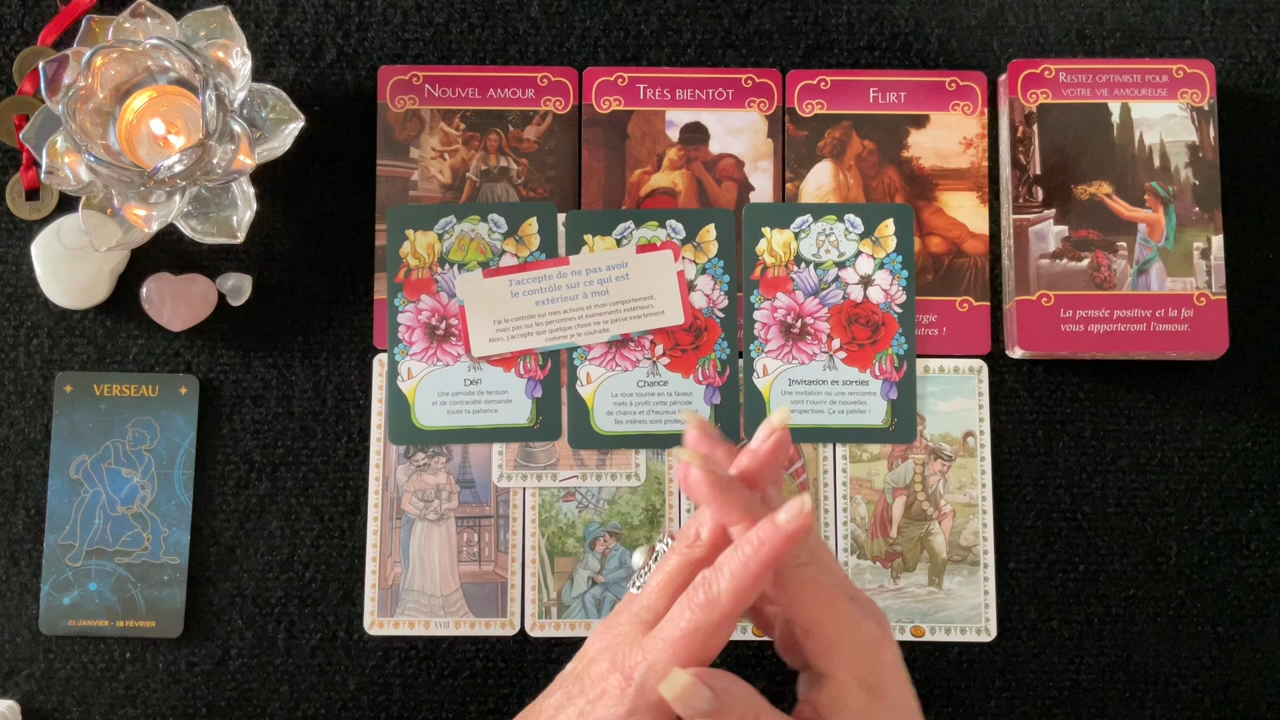 NOUVEL AMOUR
TRÈS BIENTÔT
FLIRT
RESTEZ OPTIMISTE POUR
VOTRE VIE AMOUREUSE
J'accepte de ne pas avoir
le contrôle sur ce qui est
extérieur à moi
J'ai le contrôle sur mes actions et mon comportement,
mais pas sur les personnes et événements extérieurs.
Alors, j'accepte que quelque chose ne se passe exactement
comme je le souhaite.
La pensée positive et la foi
vous apporteront l'amour.
Défi
Une période de tension
et de contrariété demande
toute ta patience.
Chance
La roue tourne en ta faveur,
mets à profit cette période
de chance et d'heureux
Tes intérêts sont
Invitation et sorties
Une invitation ou une rencontre
vont t'ouvrir de nouvelles
perspectives. Ça va pétiller !
VERSEAU
21 JANVIER - 18 FÉVRIER
XVIII